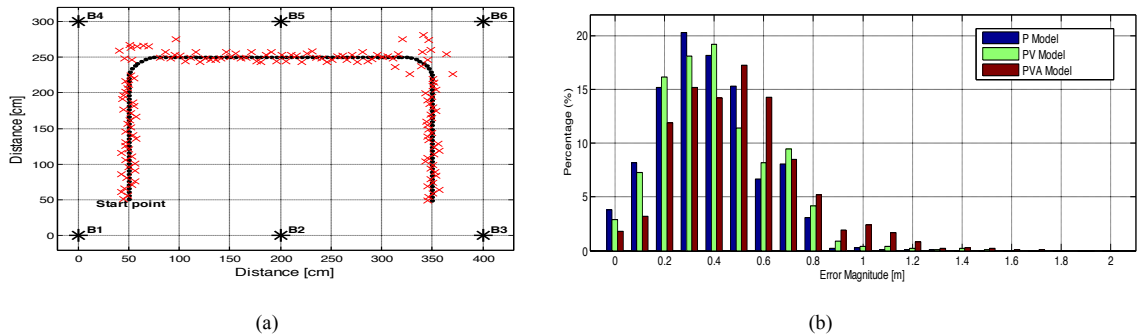 B4
B5
B6
300
250
200
150
100
50
0
Distance [cm]
Start point
B1
B2
B3
0
50
100
150
200
250
300
350
400
Distance [cm]
(a)
20
15
10
5
0
Percentage (%)
P Model
PV Model
PVA Model
0
0.2
0.4
0.6
0.8
1
1.2
1.4
1.6
1.8
2
Error Magnitude [m]
(b)